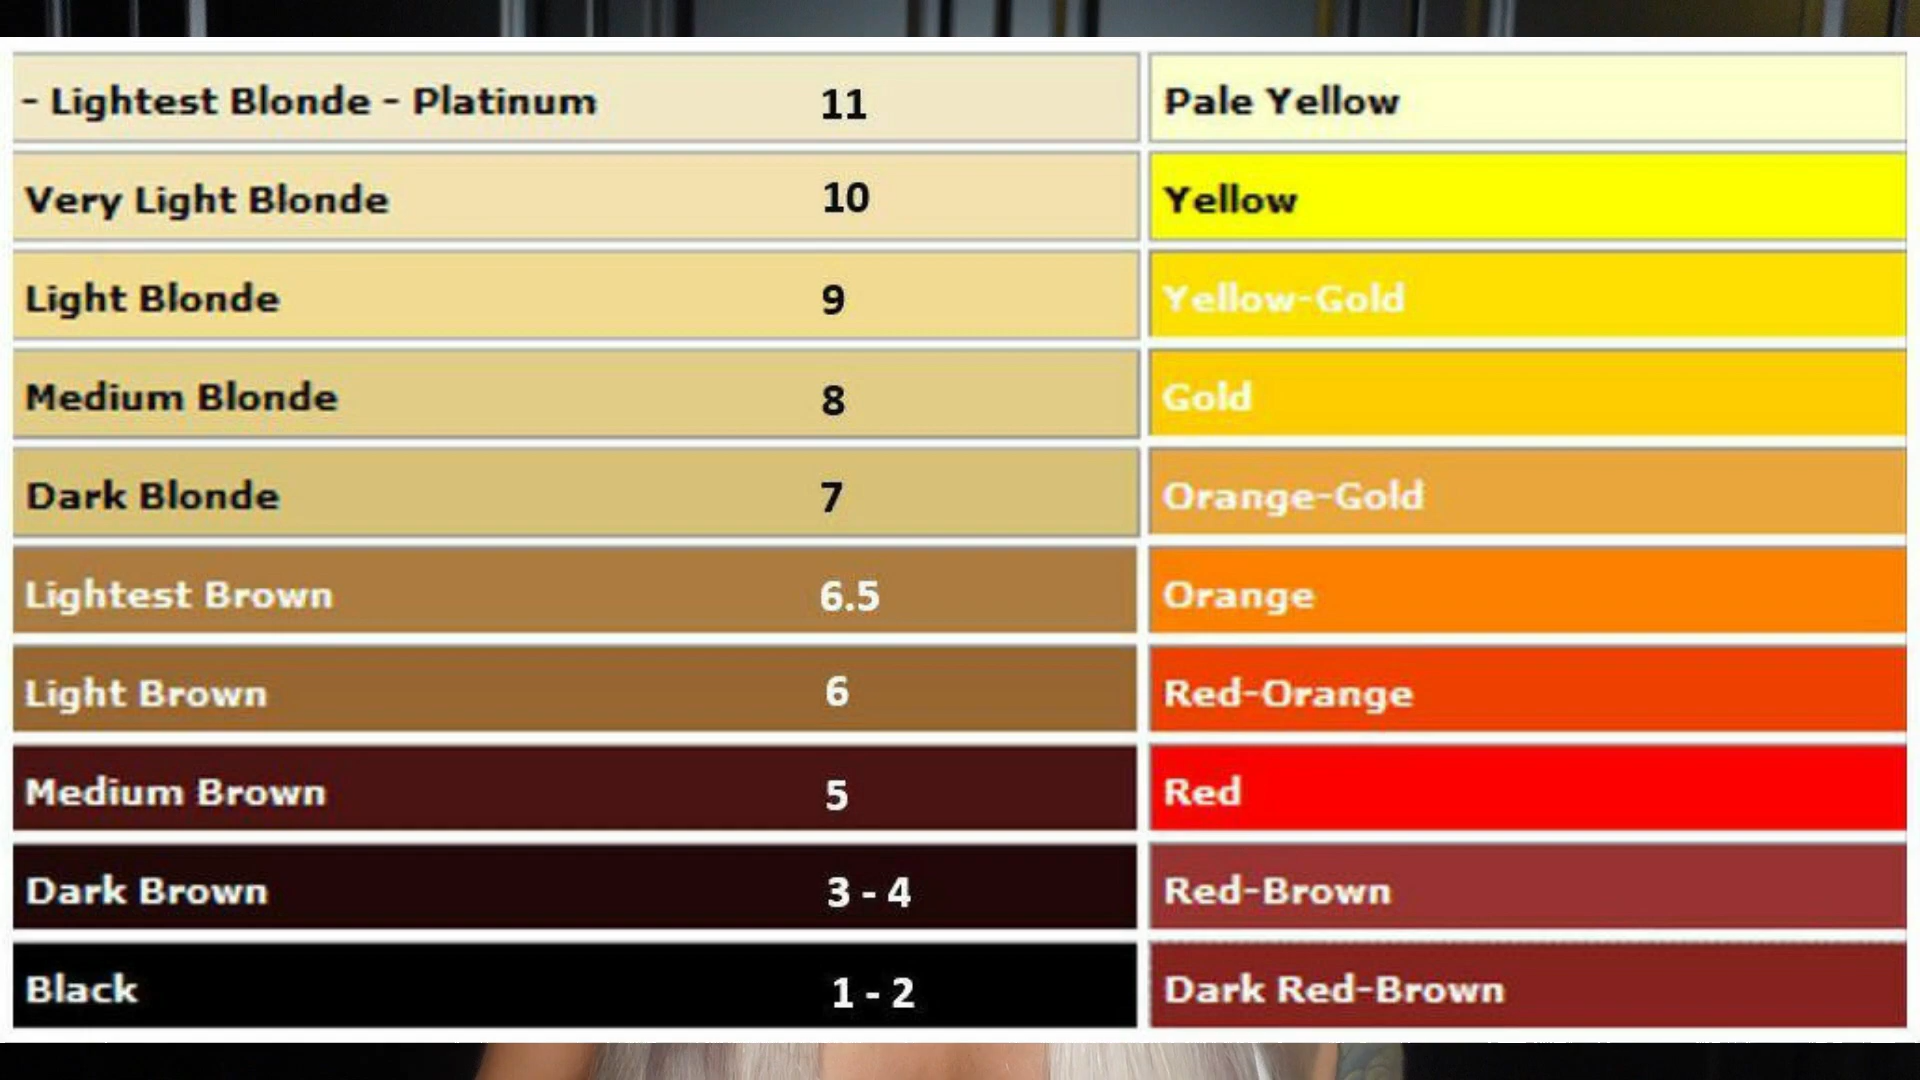 - Lightest Blonde - Platinum 11 Pale Yellow
Very Light Blonde 10 Yellow
Light Blonde 9 Yellow-Gold
Medium Blonde 8 Gold
Dark Blonde 7 Orange-Gold
Lightest Brown 6.5 Orange
Light Brown 6 Red-Orange
Medium Brown 5 Red
Dark Brown 3 - 4 Red-Brown
Black 1 - 2 Dark Red-Brown